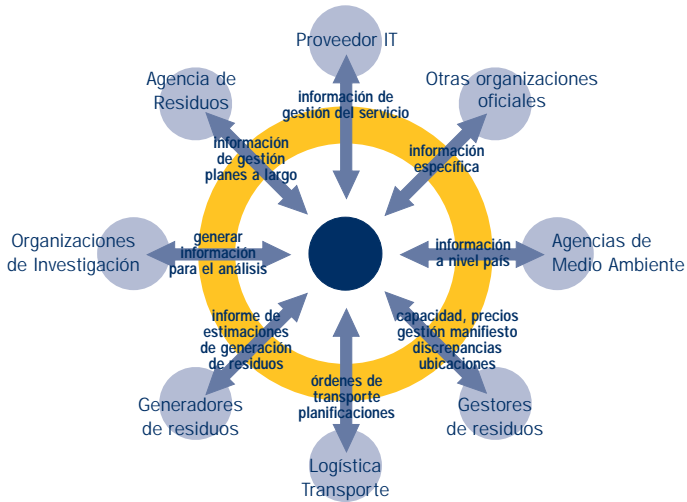 Proveedor IT
información de
gestión del servicio
Otras organizaciones
oficiales
información
específica
Agencias de
Medio Ambiente
información
a nivel país
Gestores
de residuos
capacidad, precios
gestión manifiesto
discrepancias
ubicaciones
Logística
Transporte
órdenes de
transporte
planificaciones
Generadores
de residuos
informe de
estimaciones
de generación
de residuos
Organizaciones
de Investigación
generar
información
para el análisis
Agencia de
Residuos
información
de gestión
planes a largo